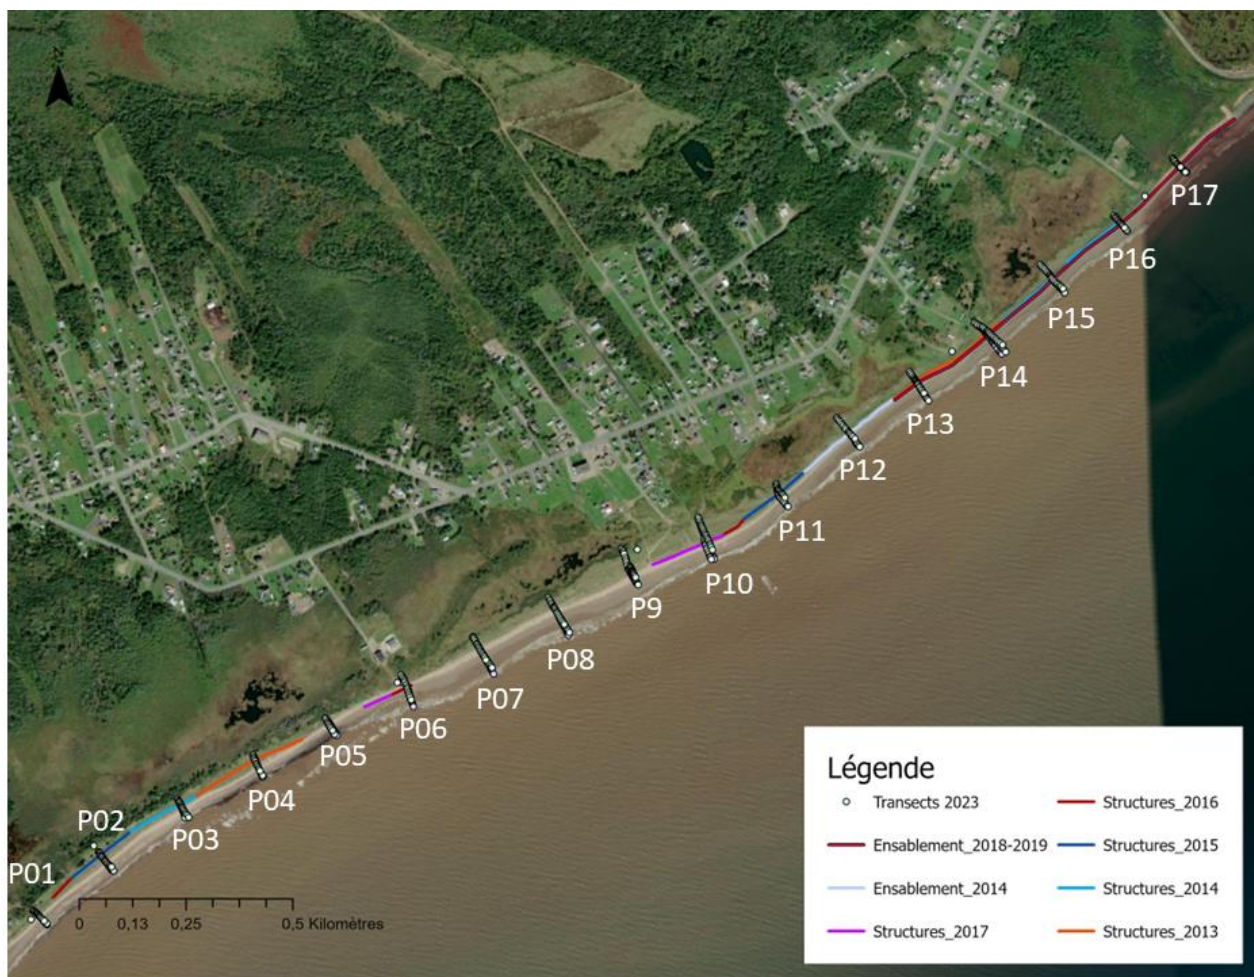 N
P17
P16
P15
P14
P13
P12
P11
P10
P9
P08
P07
P06
P05
P04
P03
P02
P01
0 0,13 0,25 0,5 Kilomètres
Légende
Transects 2023
Ensablement_2018-2019
Ensablement_2014
Structures_2017
Structures_2016
Structures_2015
Structures_2014
Structures_2013